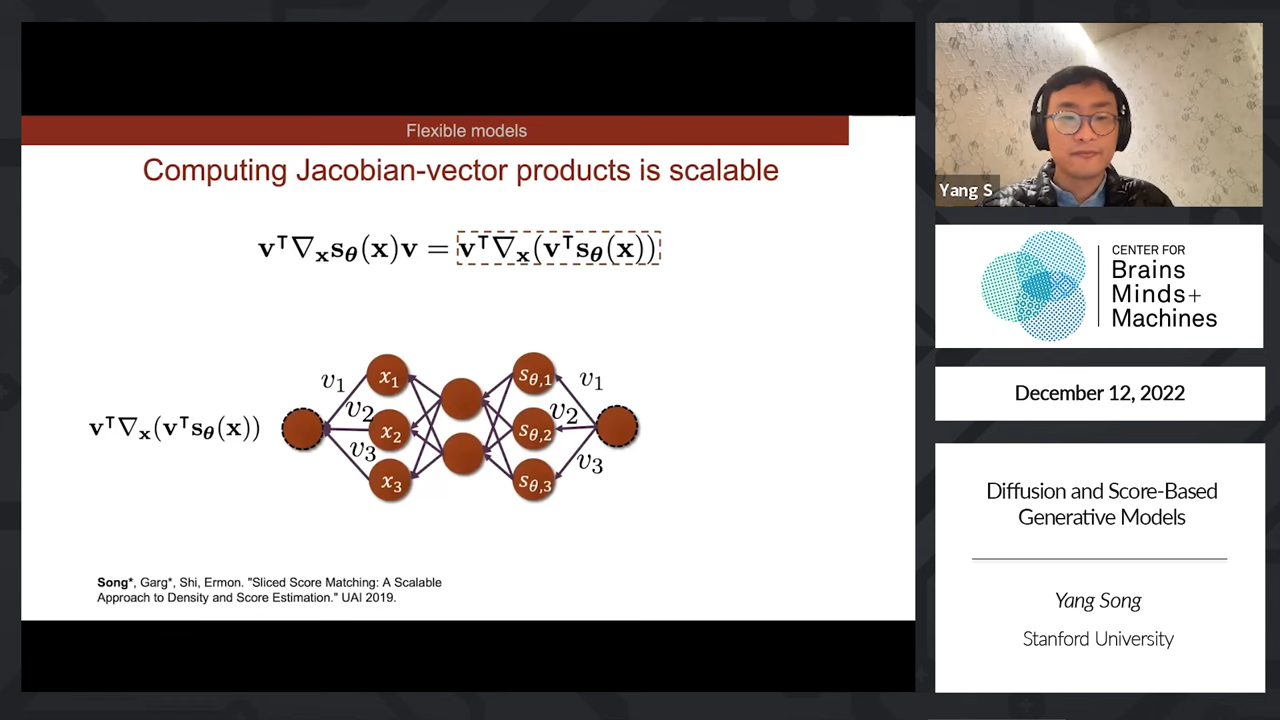 Flexible models
Computing Jacobian-vector products is scalable
𝐯ᵀ∇ₓ𝐬_θ(𝐱)𝐯 = 𝐯ᵀ∇ₓ(𝐯ᵀ𝐬_θ(𝐱))
𝐯ᵀ∇ₓ(𝐯ᵀ𝐬_θ(𝐱))
v₁ x₁ s_θ,₁ v₁
v₂ x₂ s_θ,₂ v₂
v₃ x₃ s_θ,₃ v₃
Song*, Garg*, Shi, Ermon. "Sliced Score Matching: A Scalable
Approach to Density and Score Estimation." UAI 2019.
Yang S
CENTER FOR
Brains
Minds+
Machines
December 12, 2022
Diffusion and Score-Based
Generative Models
Yang Song
Stanford University